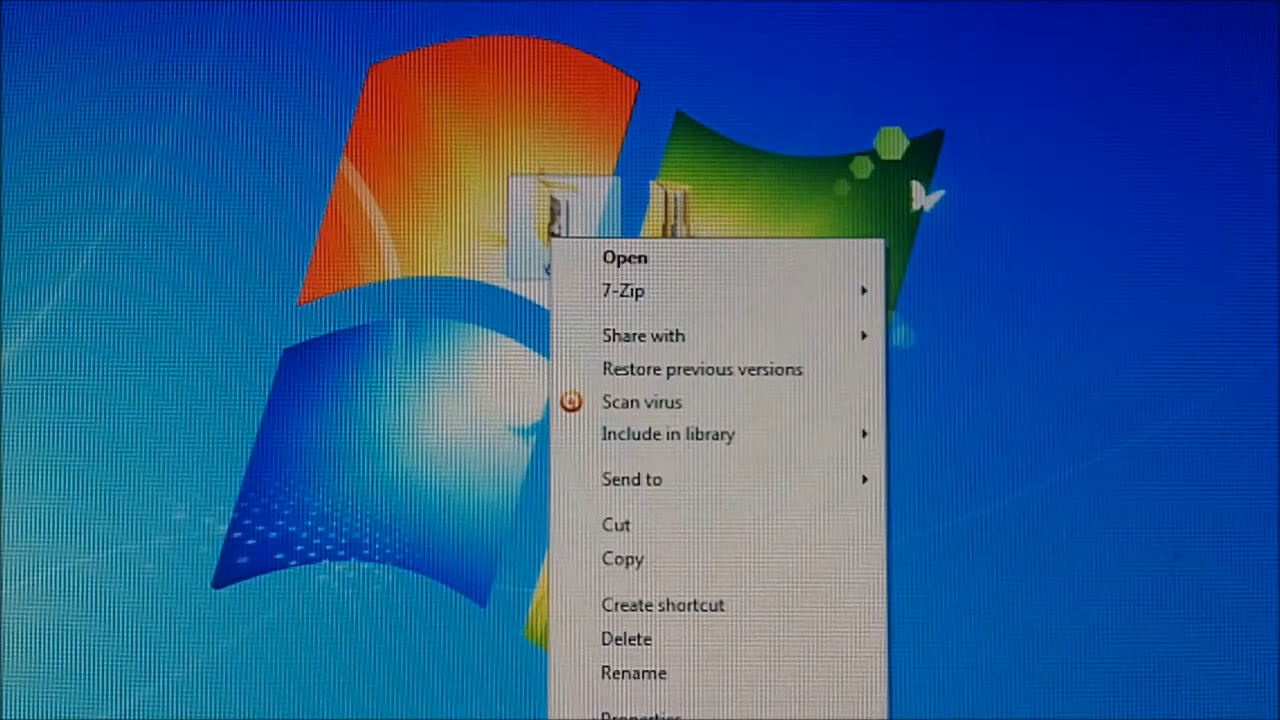 Open
7-Zip
Share with
Restore previous versions
Scan virus
Include in library
Send to
Cut
Copy
Create shortcut
Delete
Rename
Properties